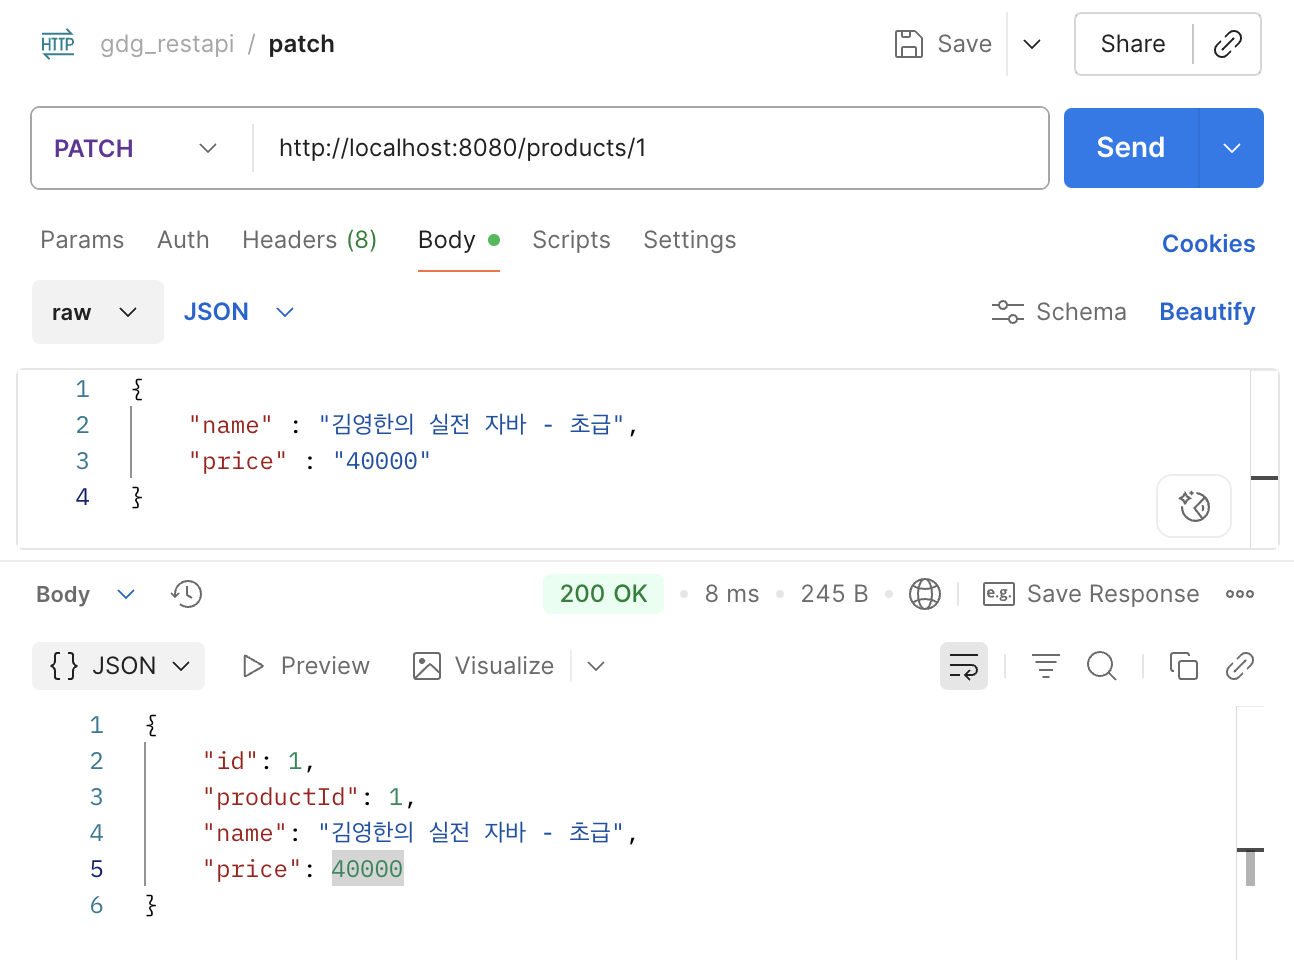 HTTP gdg_restapi / patch Save Share
PATCH http://localhost:8080/products/1 Send
Params Auth Headers (8) Body Scripts Settings Cookies
raw JSON Schema Beautify
1 {
2 "name" : "김영한의 실전 자바 - 초급",
3 "price" : "40000"
4 }
Body 200 OK 8 ms 245 B e.g. Save Response
{ } JSON Preview Visualize
1 {
2 "id": 1,
3 "productId": 1,
4 "name": "김영한의 실전 자바 - 초급",
5 "price": 40000
6 }